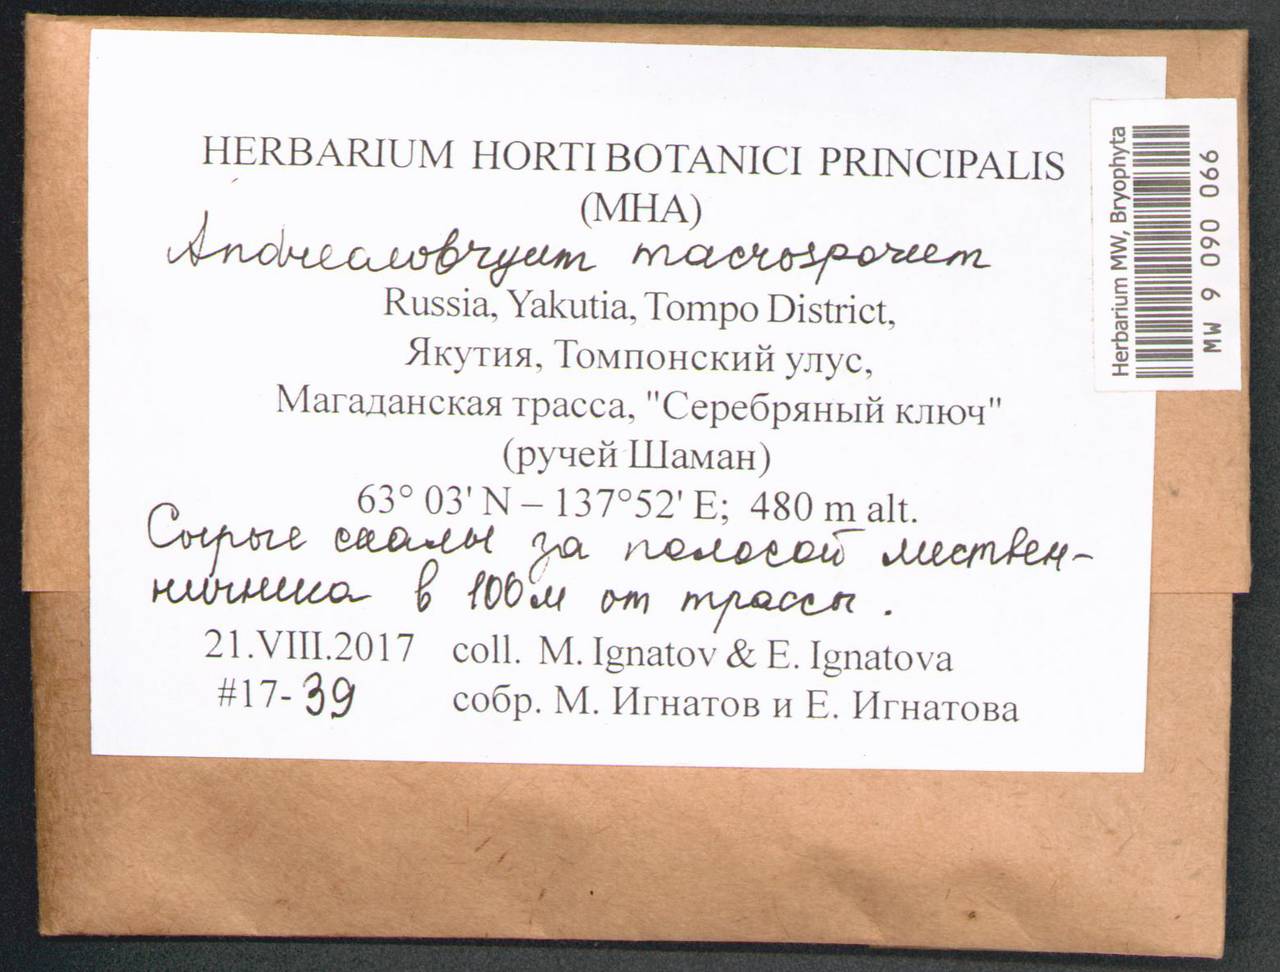 HERBARIUM HORTI BOTANICI PRINCIPALIS
(MHA)
Andreaeobryum macrosporum
Russia, Yakutia, Tompo District,
Якутия, Томпонский улус,
Магаданская трасса, "Серебряный ключ"
(ручей Шаман)
63° 03' N – 137°52' E; 480 m alt.
Сырые скалы за полосой листвен-
ничника в 100 м от трассы.
21.VIII.2017 coll. M. Ignatov & E. Ignatova
#17-39 собр. М. Игнатов и Е. Игнатова
Herbarium MW, Bryophyta
MW 9 090 066